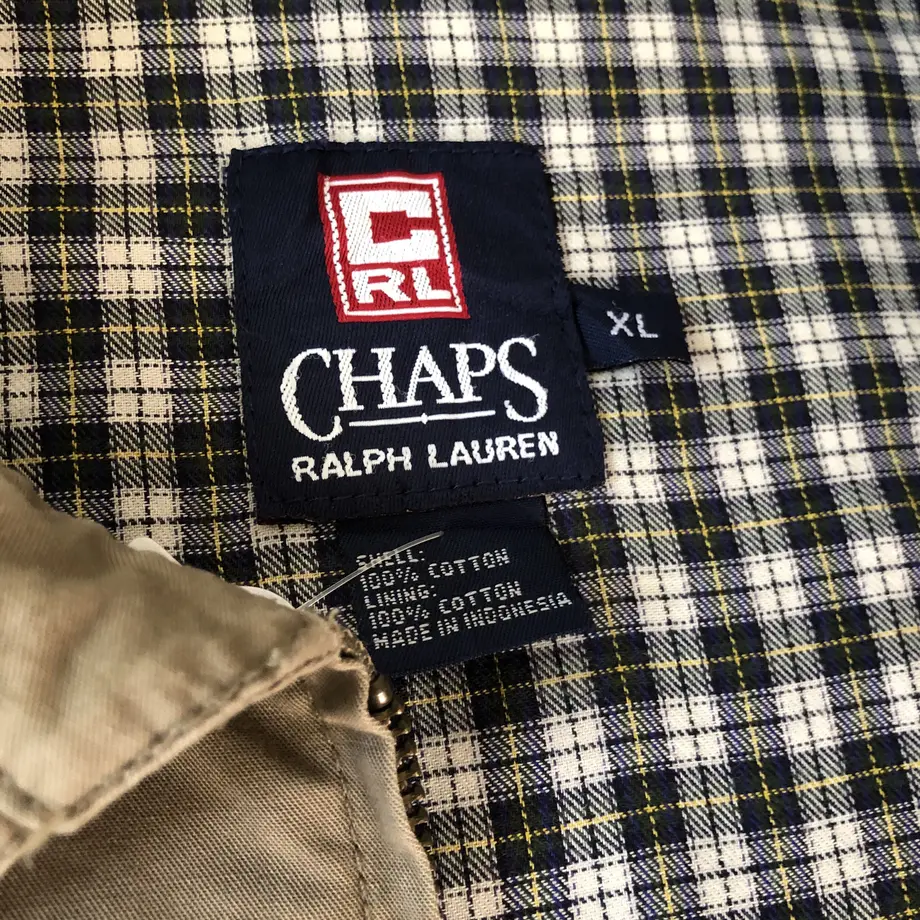 C
RL
CHAPS
RALPH LAUREN
XL
SHELL:
100% COTTON
LINING:
100% COTTON
MADE IN INDONESIA